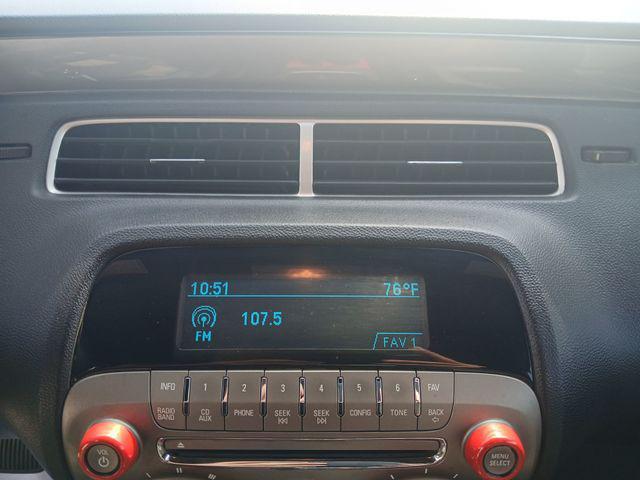 10:51 76°F
107.5
FM
FAV 1
INFO 1 2 3 4 5 6 FAV
RADIO BAND CD AUX PHONE SEEK SEEK CONFIG TONE BACK
VOL
MENU SELECT